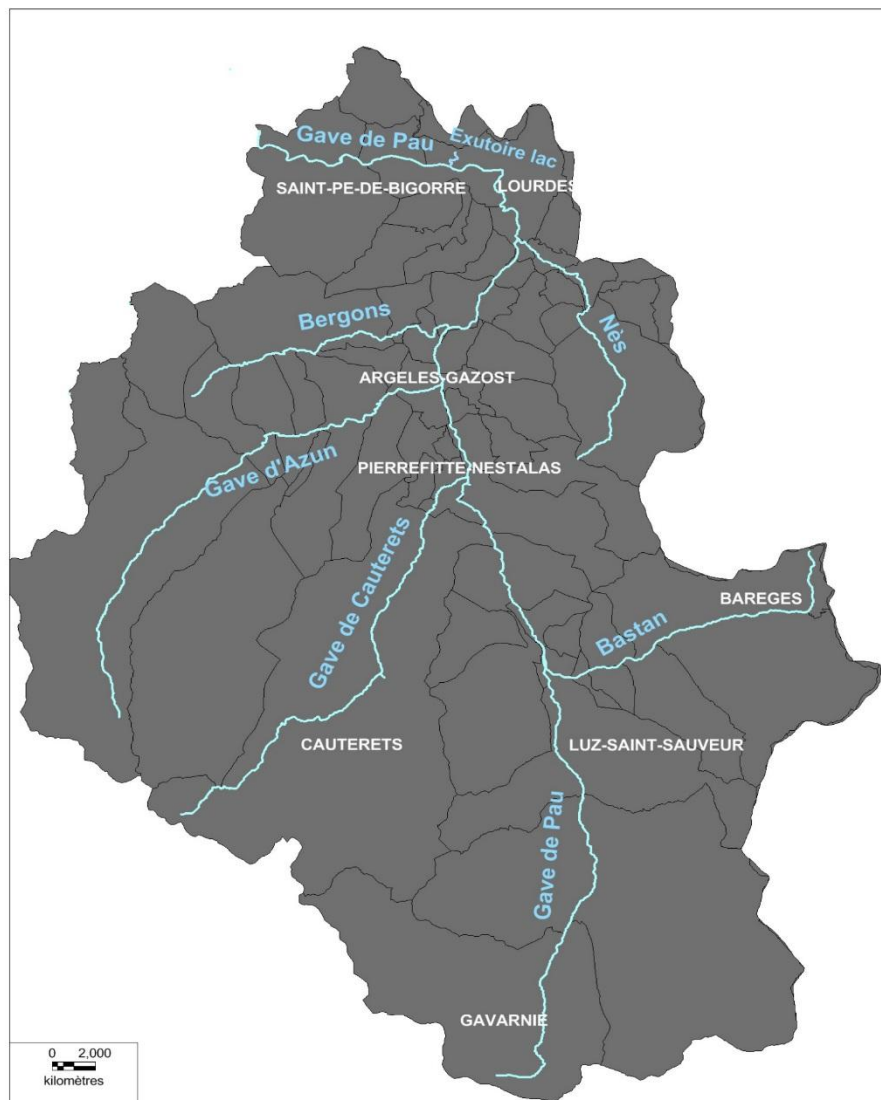 Gave de Pau
Exutoire lac
SAINT-PE-DE-BIGORRE
LOURDES
Bergons
Nès
ARGELES-GAZOST
Gave d'Azun
PIERREFITTE-NESTALAS
Gave de Cauterets
BAREGES
Bastan
CAUTERETS
LUZ-SAINT-SAUVEUR
Gave de Pau
GAVARNIE
0 2,000
kilomètres